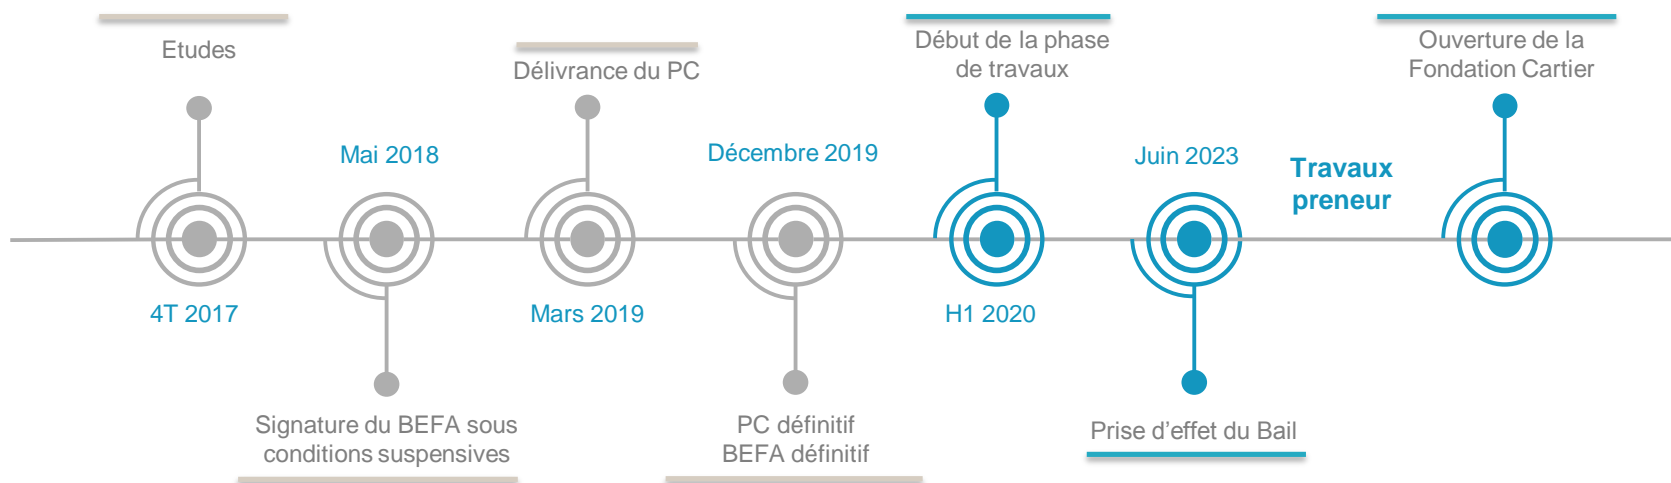 Etudes
4T 2017
Mai 2018
Signature du BEFA sous
conditions suspensives
Délivrance du PC
Mars 2019
Décembre 2019
PC définitif
BEFA définitif
Début de la phase
de travaux
H1 2020
Juin 2023
Prise d’effet du Bail
Travaux
preneur
Ouverture de la
Fondation Cartier